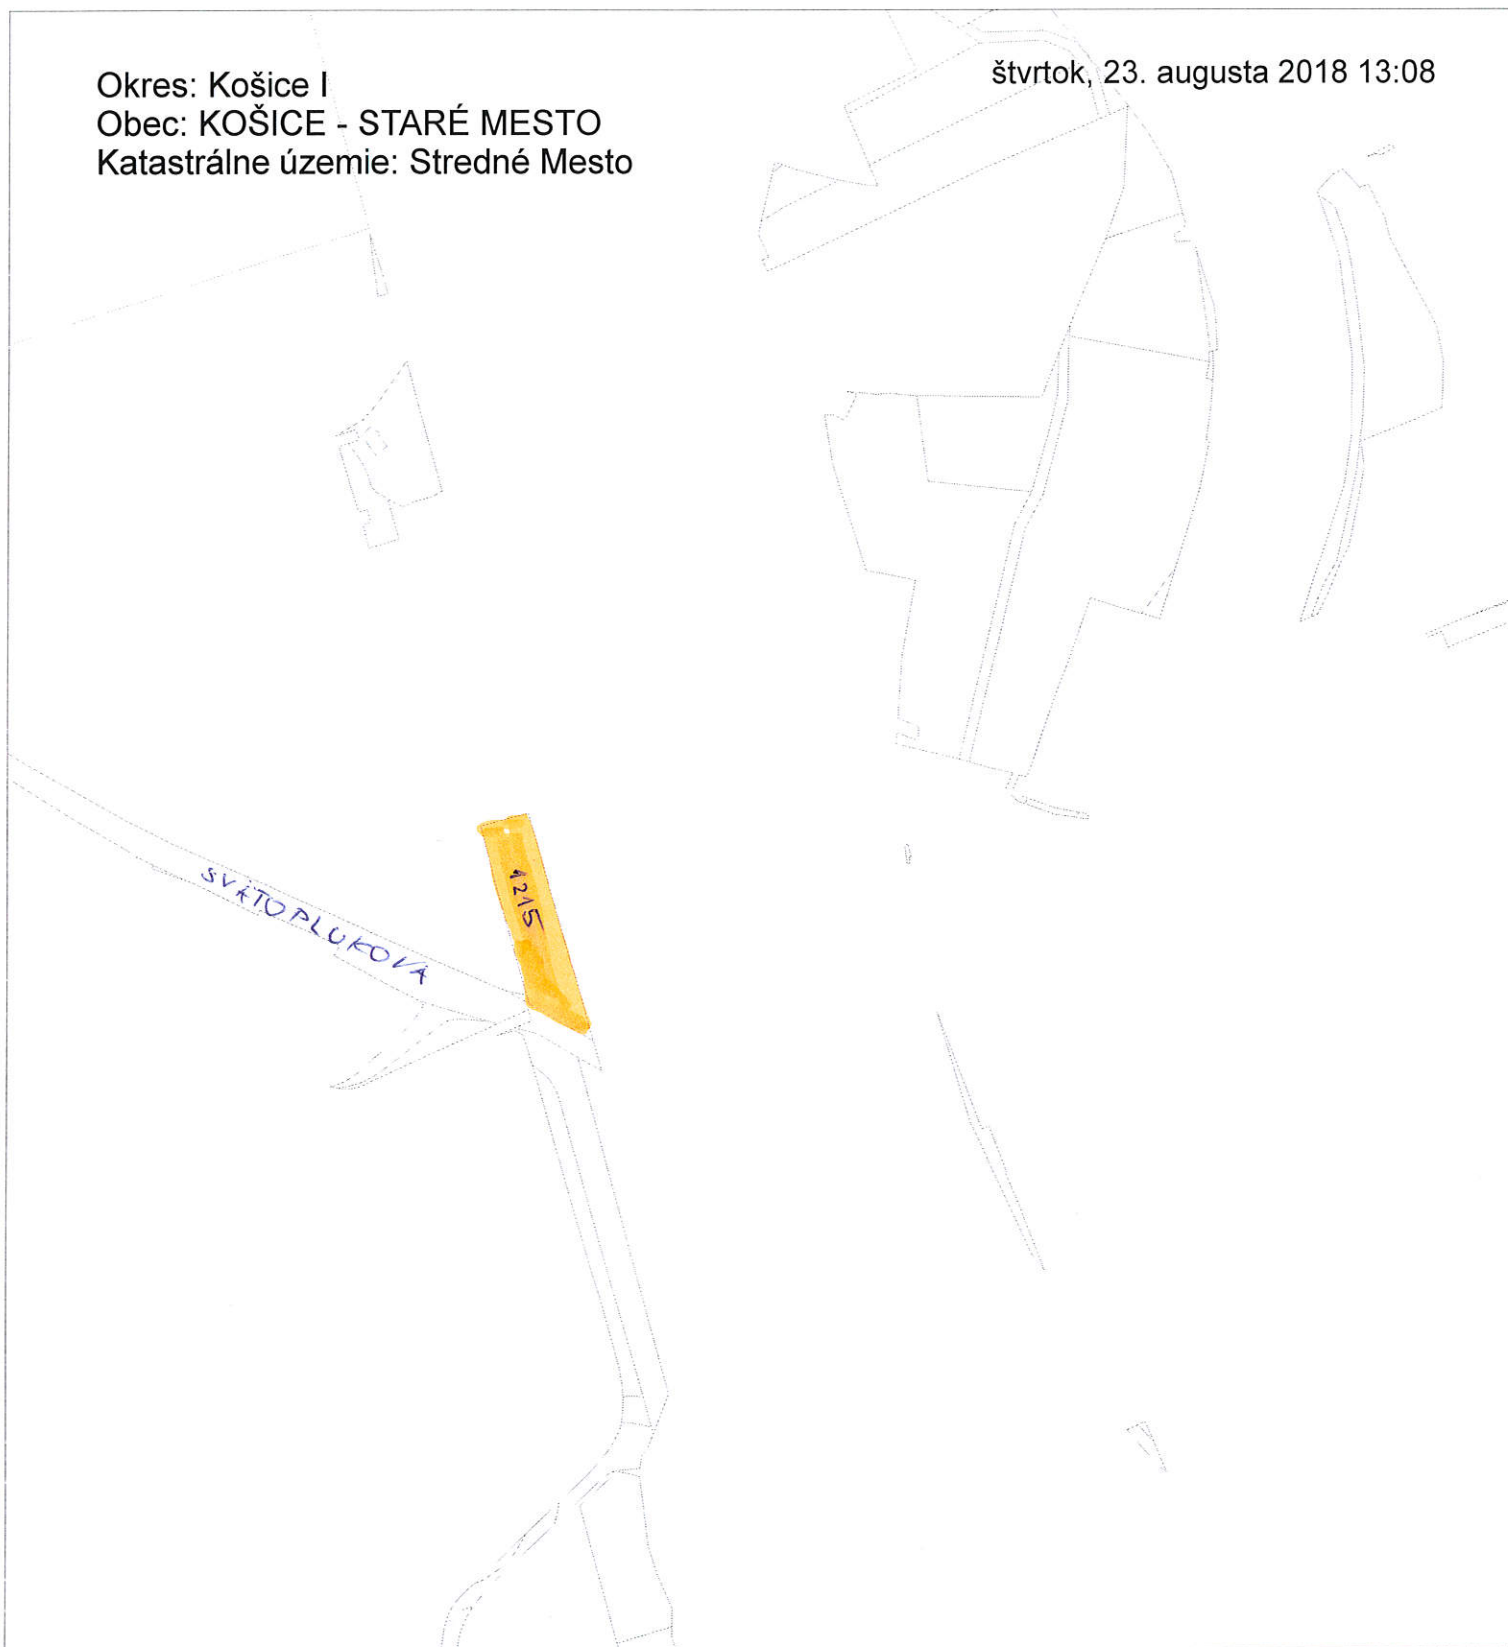 Okres: Košice I
Obec: KOŠICE - STARÉ MESTO
Katastrálne územie: Stredné Mesto
štvrtok, 23. augusta 2018 13:08
1215
SVÄTOPLUKOVA